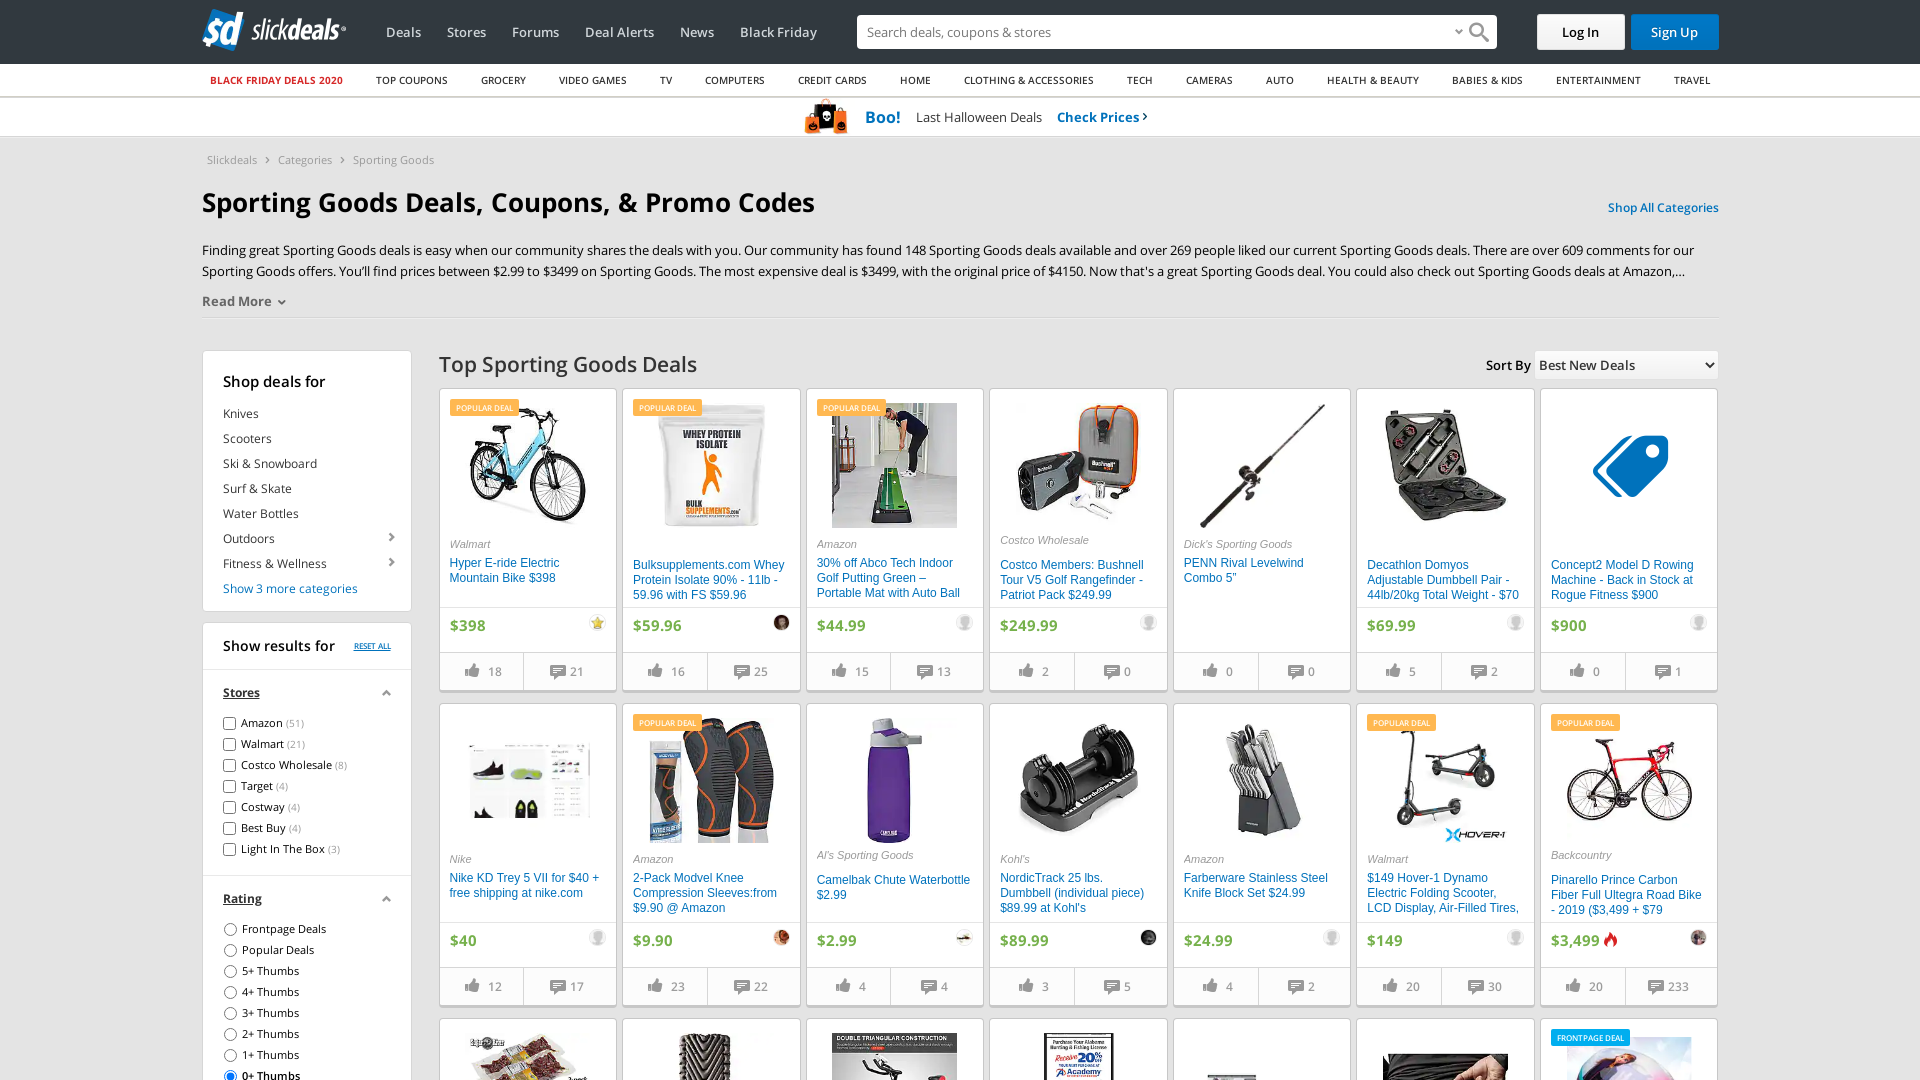 slickdeals
Deals
Stores
Forums
Deal Alerts
News
Black Friday
Search deals, coupons & stores
Log In
Sign Up
BLACK FRIDAY DEALS 2020
TOP COUPONS
GROCERY
VIDEO GAMES
TV
COMPUTERS
CREDIT CARDS
HOME
CLOTHING & ACCESSORIES
TECH
CAMERAS
AUTO
HEALTH & BEAUTY
BABIES & KIDS
ENTERTAINMENT
TRAVEL
Boo! Last Halloween Deals Check Prices
Slickdeals > Categories > Sporting Goods
Sporting Goods Deals, Coupons, & Promo Codes
Shop All Categories
Finding great Sporting Goods deals is easy when our community shares the deals with you. Our community has found 148 Sporting Goods deals available and over 269 people liked our current Sporting Goods deals. There are over 609 comments for our
Sporting Goods offers. You'll find prices between $2.99 to $3499 on Sporting Goods. The most expensive deal is $3499, with the original price of $4150. Now that's a great Sporting Goods deal. You could also check out Sporting Goods deals at Amazon,...
Read More
Shop deals for
Knives
Scooters
Ski & Snowboard
Surf & Skate
Water Bottles
Outdoors
Fitness & Wellness
Show 3 more categories
Show results for
RESET ALL
Stores
Amazon (51)
Walmart (21)
Costco Wholesale (8)
Target (4)
Costway (4)
Best Buy (4)
Light In The Box (3)
Rating
Frontpage Deals
Popular Deals
5+ Thumbs
4+ Thumbs
3+ Thumbs
2+ Thumbs
1+ Thumbs
0+ Thumbs
Top Sporting Goods Deals
Sort By
Best New Deals
POPULAR DEAL
Walmart
Hyper E-ride Electric
Mountain Bike $398
$398
18
21
POPULAR DEAL
WHEY PROTEIN
ISOLATE
BULK
SUPPLEMENTS.COM
Bulksupplements.com Whey
Protein Isolate 90% - 11lb -
59.96 with FS $59.96
$59.96
16
25
POPULAR DEAL
Amazon
30% off Abco Tech Indoor
Golf Putting Green –
Portable Mat with Auto Ball
$44.99
15
13
Bushnell
Costco Wholesale
Costco Members: Bushnell
Tour V5 Golf Rangefinder -
Patriot Pack $249.99
$249.99
2
0
Dick's Sporting Goods
PENN Rival Levelwind
Combo 5"
0
0
Decathlon Domyos
Adjustable Dumbbell Pair -
44lb/20kg Total Weight - $70
$69.99
5
2
Concept2 Model D Rowing
Machine - Back in Stock at
Rogue Fitness $900
$900
0
1
Nike
Nike KD Trey 5 VII for $40 +
free shipping at nike.com
$40
12
17
POPULAR DEAL
Amazon
2-Pack Modvel Knee
Compression Sleeves:from
$9.90 @ Amazon
$9.90
23
22
Al's Sporting Goods
Camelbak Chute Waterbottle
$2.99
$2.99
4
4
NordicTrack
Kohl's
NordicTrack 25 lbs.
Dumbbell (individual piece)
$89.99 at Kohl's
$89.99
3
5
Amazon
Farberware Stainless Steel
Knife Block Set $24.99
$24.99
4
2
POPULAR DEAL
HOVER-1
Walmart
$149 Hover-1 Dynamo
Electric Folding Scooter,
LCD Display, Air-Filled Tires,
$149
20
30
POPULAR DEAL
Backcountry
Pinarello Prince Carbon
Fiber Full Ultegra Road Bike
- 2019 ($3,499 + $79
$3,499
20
233
DOUBLE TRIANGULAR CONSTRUCTION
Purchase Your Alabama
Hunting & Fishing License
Receive 20%
Academy
FRONTPAGE DEAL